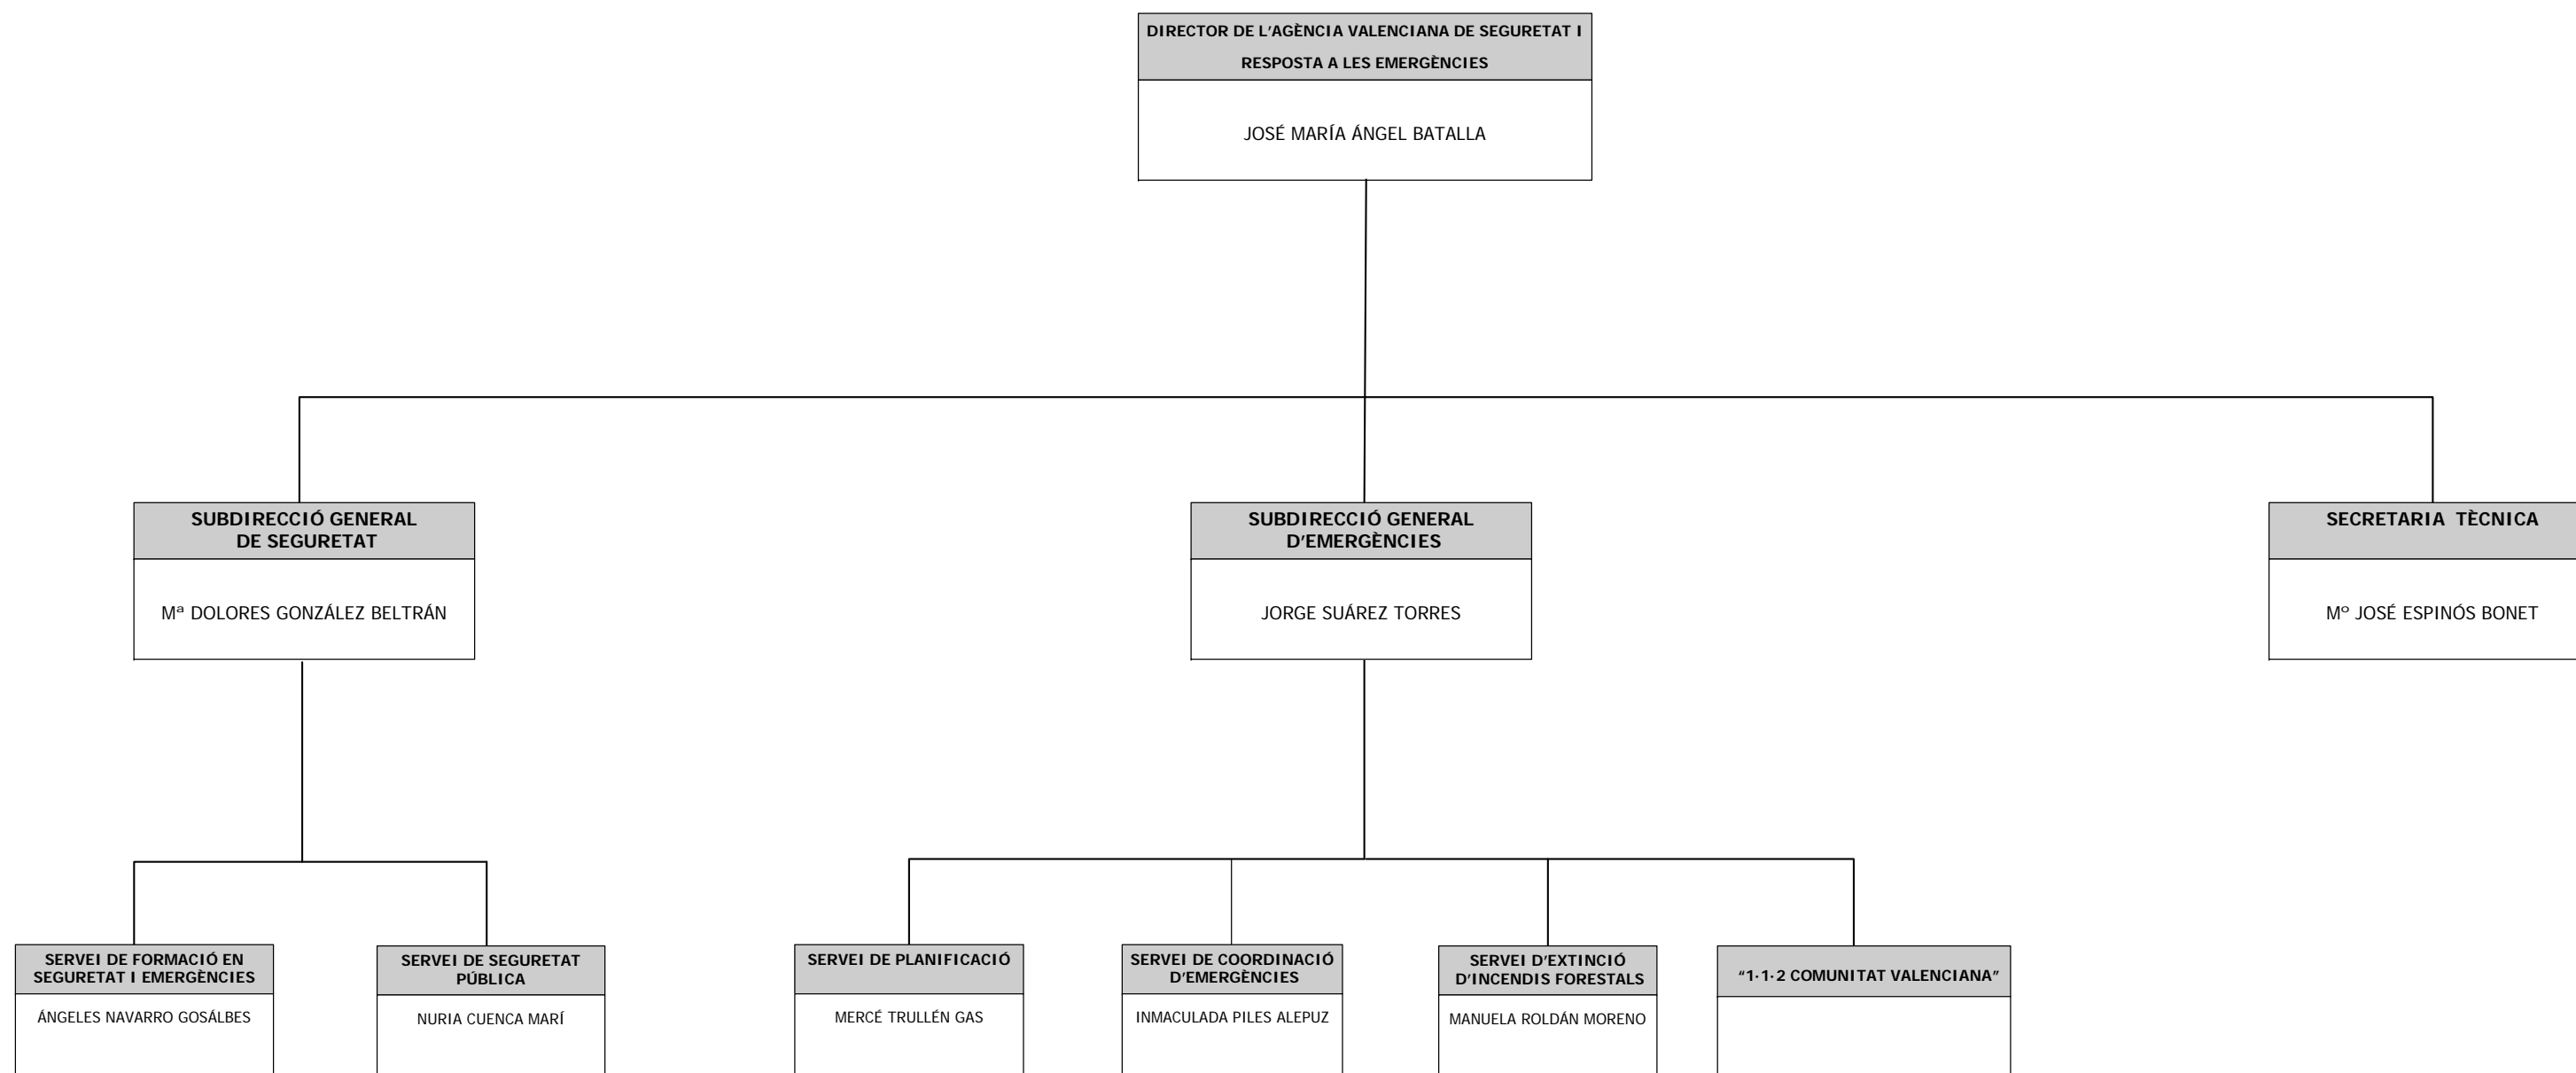 DIRECTOR DE L'AGÈNCIA VALENCIANA DE SEGURETAT I
RESPOSTA A LES EMERGÈNCIES
JOSÉ MARÍA ÁNGEL BATALLA
SUBDIRECCIÓ GENERAL
DE SEGURETAT
Mª DOLORES GONZÁLEZ BELTRÁN
SUBDIRECCIÓ GENERAL
D'EMERGÈNCIES
JORGE SUÁREZ TORRES
SECRETARIA TÈCNICA
Mº JOSÉ ESPINÓS BONET
SERVEI DE FORMACIÓ EN
SEGURETAT I EMERGÈNCIES
ÁNGELES NAVARRO GOSÁLBES
SERVEI DE SEGURETAT
PÚBLICA
NURIA CUENCA MARÍ
SERVEI DE PLANIFICACIÓ
MERCÉ TRULLÉN GAS
SERVEI DE COORDINACIÓ
D'EMERGÈNCIES
INMACULADA PILES ALEPUZ
SERVEI D'EXTINCIÓ
D'INCENDIS FORESTALS
MANUELA ROLDÁN MORENO
"1·1·2 COMUNITAT VALENCIANA"